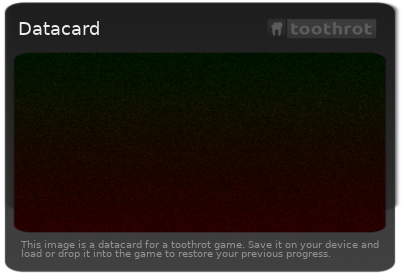 Datacard
toothrot
This image is a datacard for a toothrot game. Save it on your device and
load or drop it into the game to restore your previous progress.